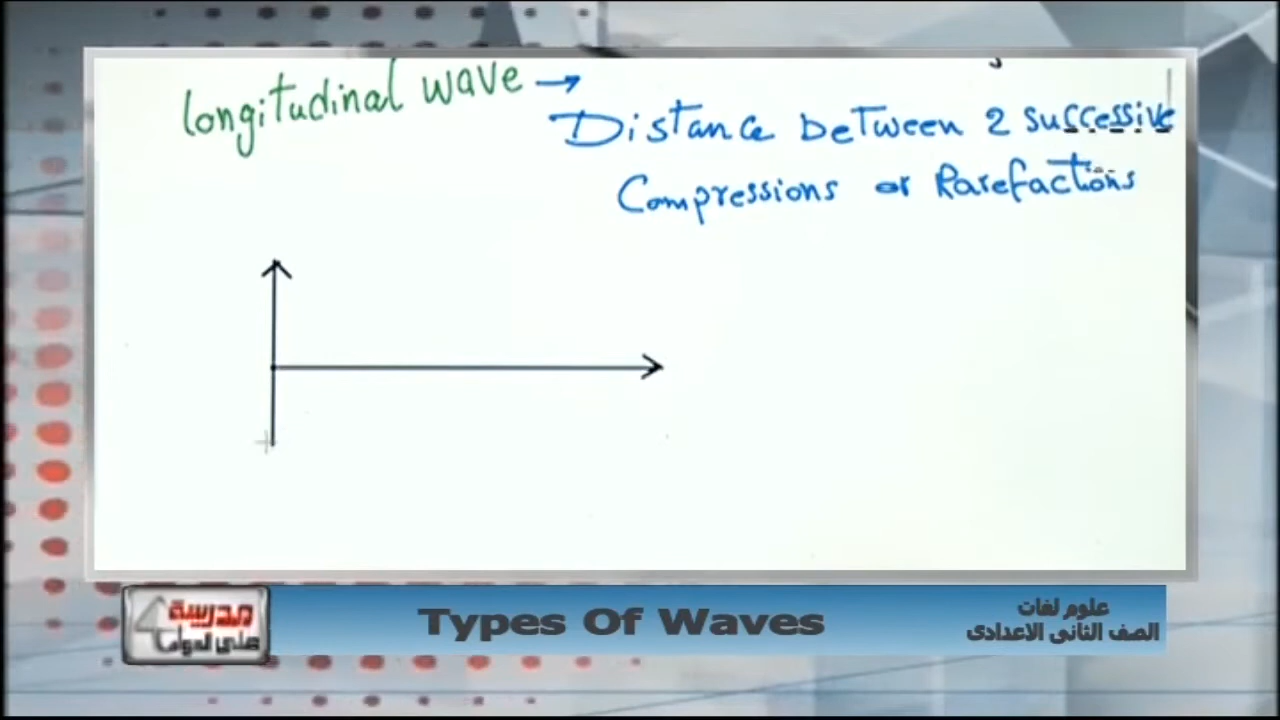 longitudinal wave →
Distance between 2 successive
Compressions or Rarefactions
مدرسة
على الهواء
4
Types Of Waves
علوم لغات
الصف الثانى الاعدادى